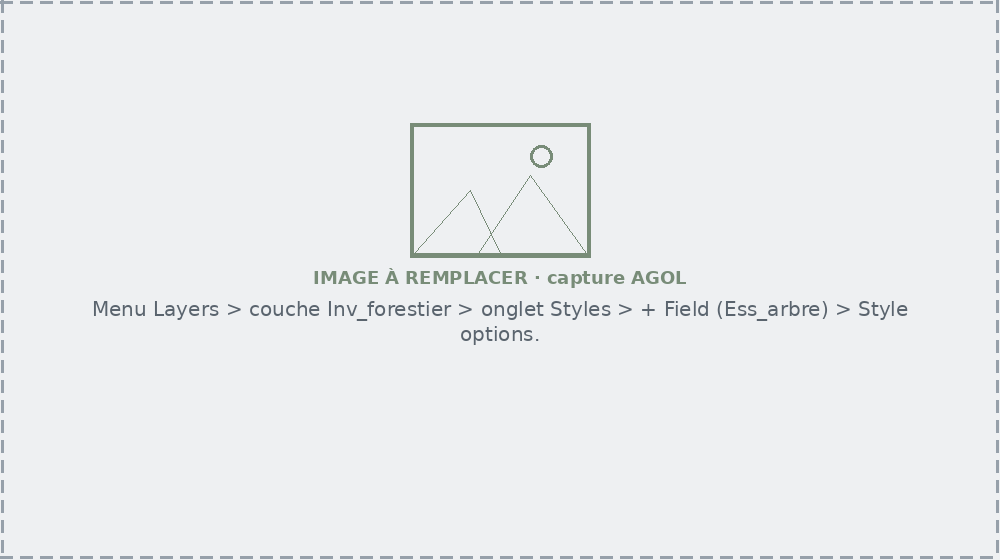 IMAGE À REMPLACER · capture AGOL
Menu Layers > couche Inv_forestier > onglet Styles > + Field (Ess_arbre) > Style
options.